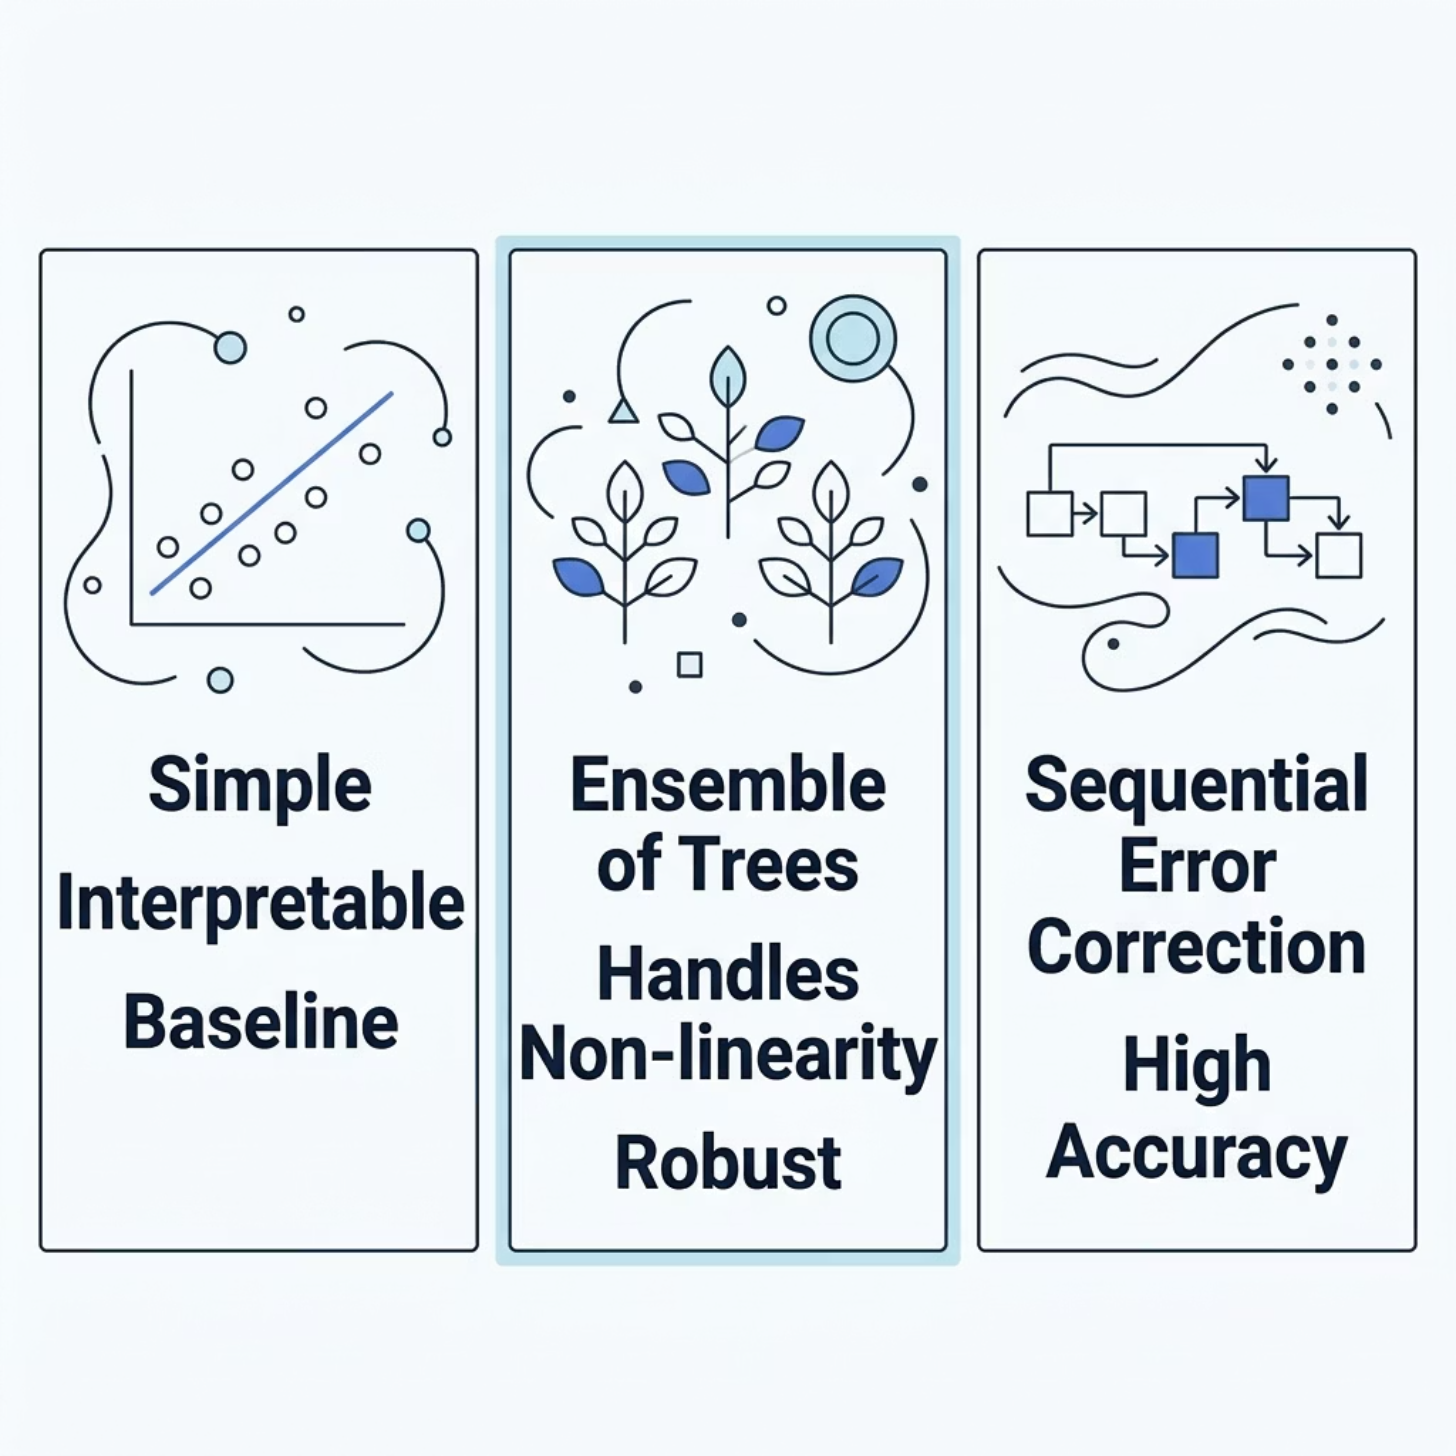 Simple
Interpretable
Baseline
Ensemble
of Trees
Handles
Non-linearity
Robust
Sequential
Error
Correction
High
Accuracy